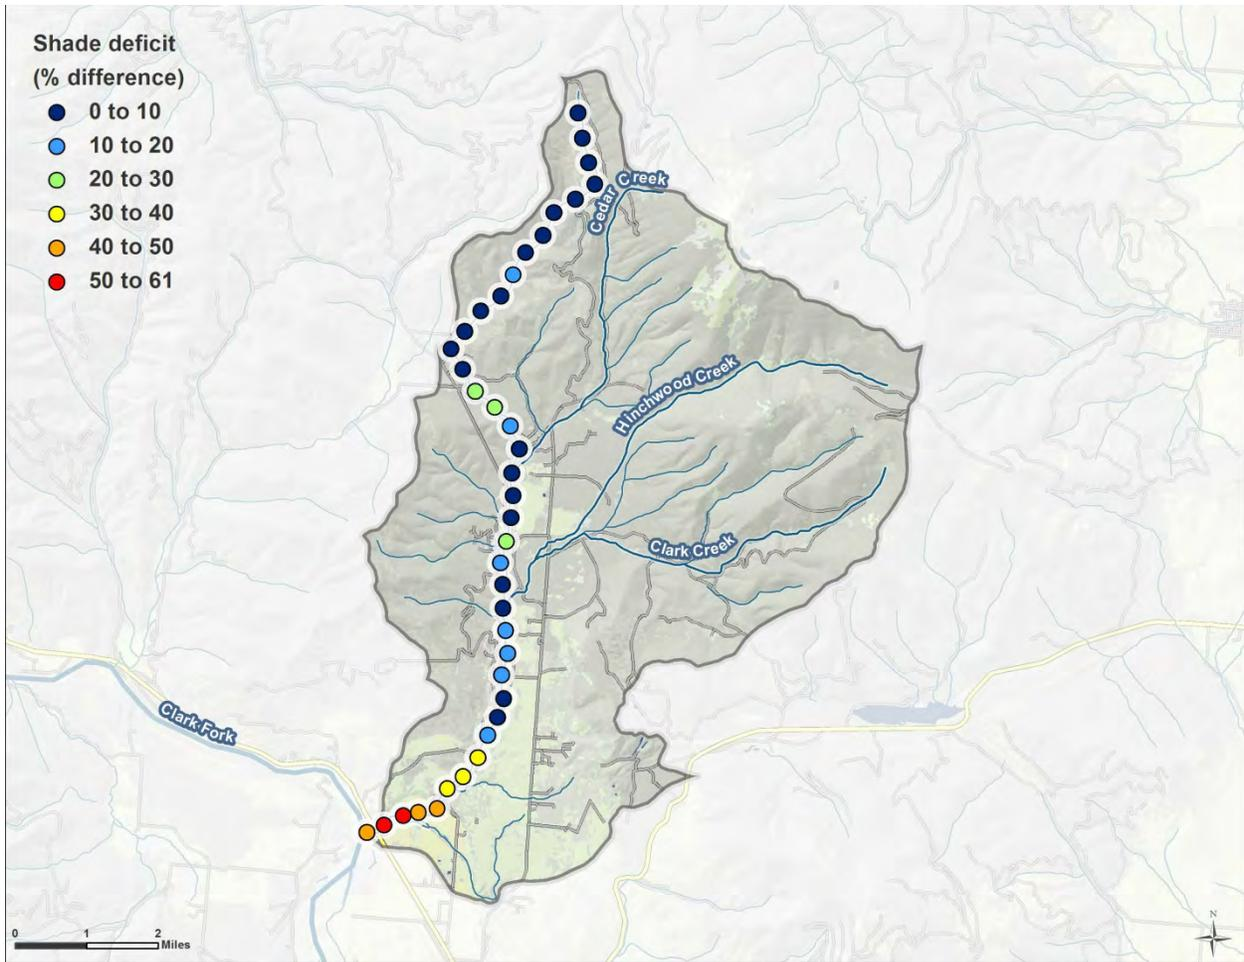 Shade deficit
(% difference)
0 to 10
10 to 20
20 to 30
30 to 40
40 to 50
50 to 61
Cedar Creek
Hinchwood Creek
Clark Creek
Clark Fork
0 1 2
Miles
N